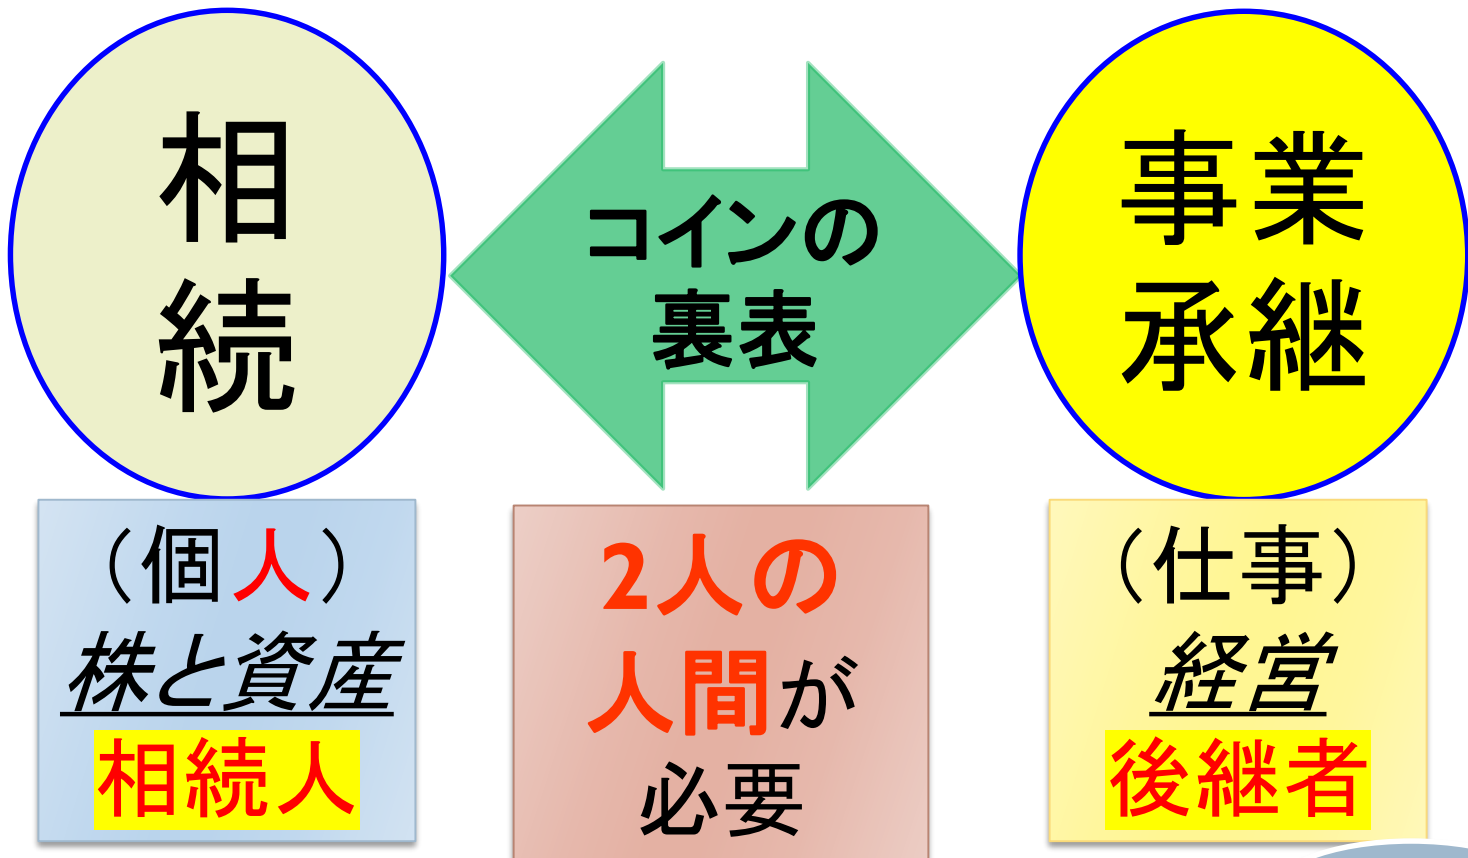 相
続
コインの
裏表
事業
承継
（個人）
株と資産
相続人
2人の
人間が
必要
（仕事）
経営
後継者